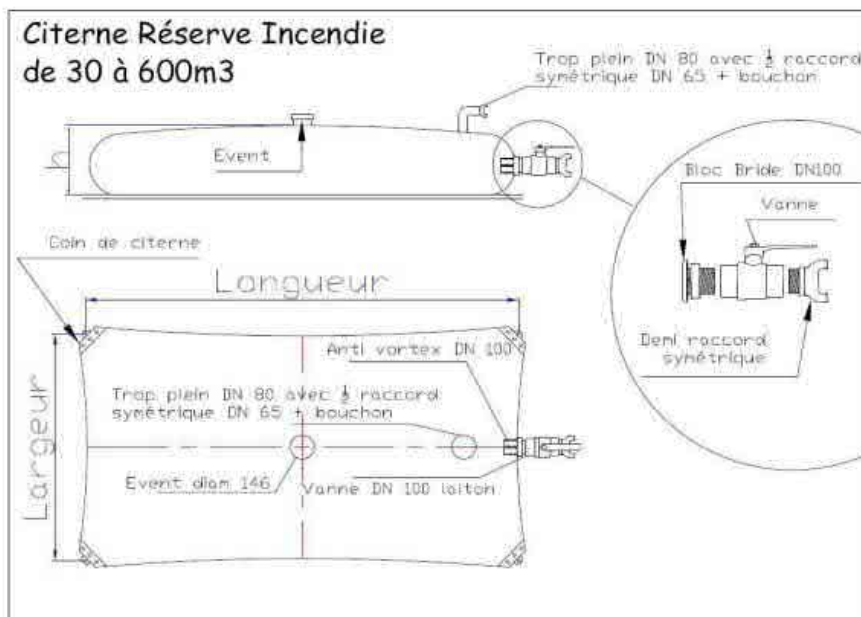 Citerne Réserve Incendie
de 30 à 600m3
Trop plein DN 80 avec ½ raccord
symétrique DN 65 + bouchon
Event
h
Bloc Bride DN100
Vanne
Demi raccord
symétrique
Coin de citerne
Longueur
Largeur
Anti vortex DN 100
Trop plein DN 80 avec ½ raccord
symétrique DN 65 + bouchon
Event diam 146
Vanne DN 100 laiton